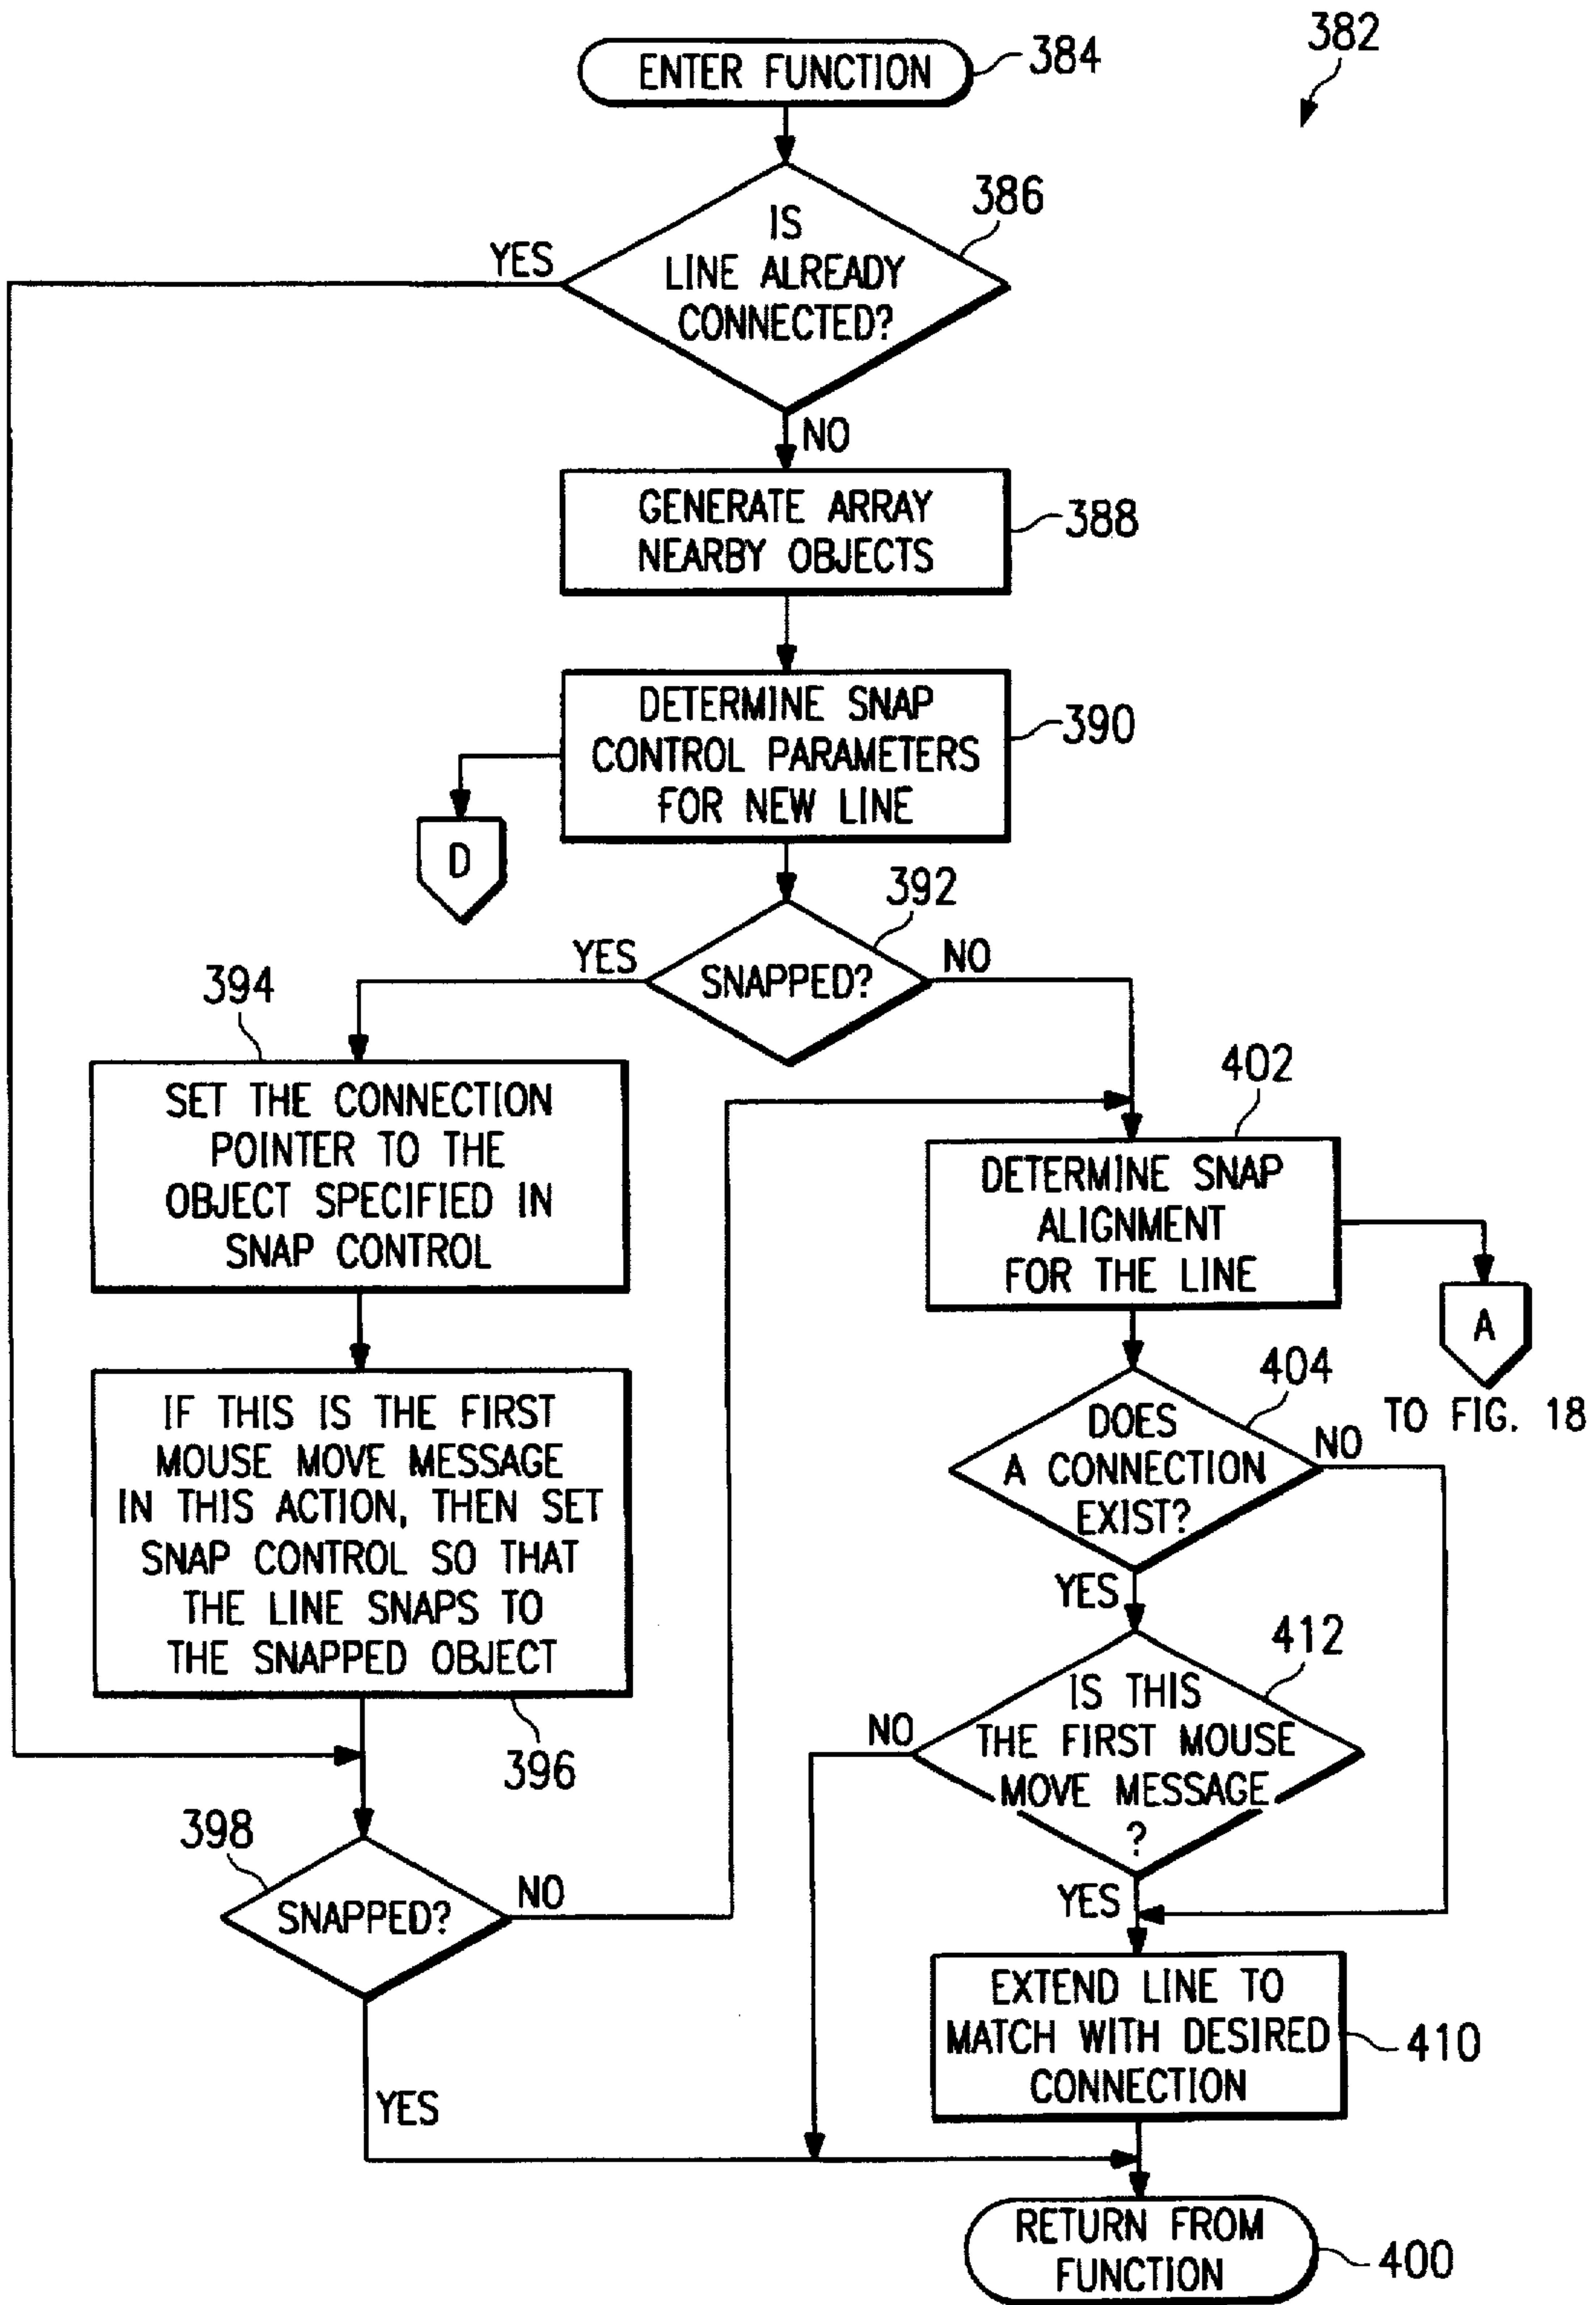 382
ENTER FUNCTION
384
386
IS
LINE ALREADY
CONNECTED?
YES
NO
GENERATE ARRAY
NEARBY OBJECTS
388
DETERMINE SNAP
CONTROL PARAMETERS
FOR NEW LINE
390
D
392
SNAPPED?
YES
NO
394
SET THE CONNECTION
POINTER TO THE
OBJECT SPECIFIED IN
SNAP CONTROL
IF THIS IS THE FIRST
MOUSE MOVE MESSAGE
IN THIS ACTION, THEN SET
SNAP CONTROL SO THAT
THE LINE SNAPS TO
THE SNAPPED OBJECT
396
398
SNAPPED?
NO
YES
402
DETERMINE SNAP
ALIGNMENT
FOR THE LINE
A
TO FIG. 18
404
DOES
A CONNECTION
EXIST?
NO
YES
412
IS THIS
THE FIRST MOUSE
MOVE MESSAGE
?
NO
YES
EXTEND LINE TO
MATCH WITH DESIRED
CONNECTION
410
RETURN FROM
FUNCTION
400